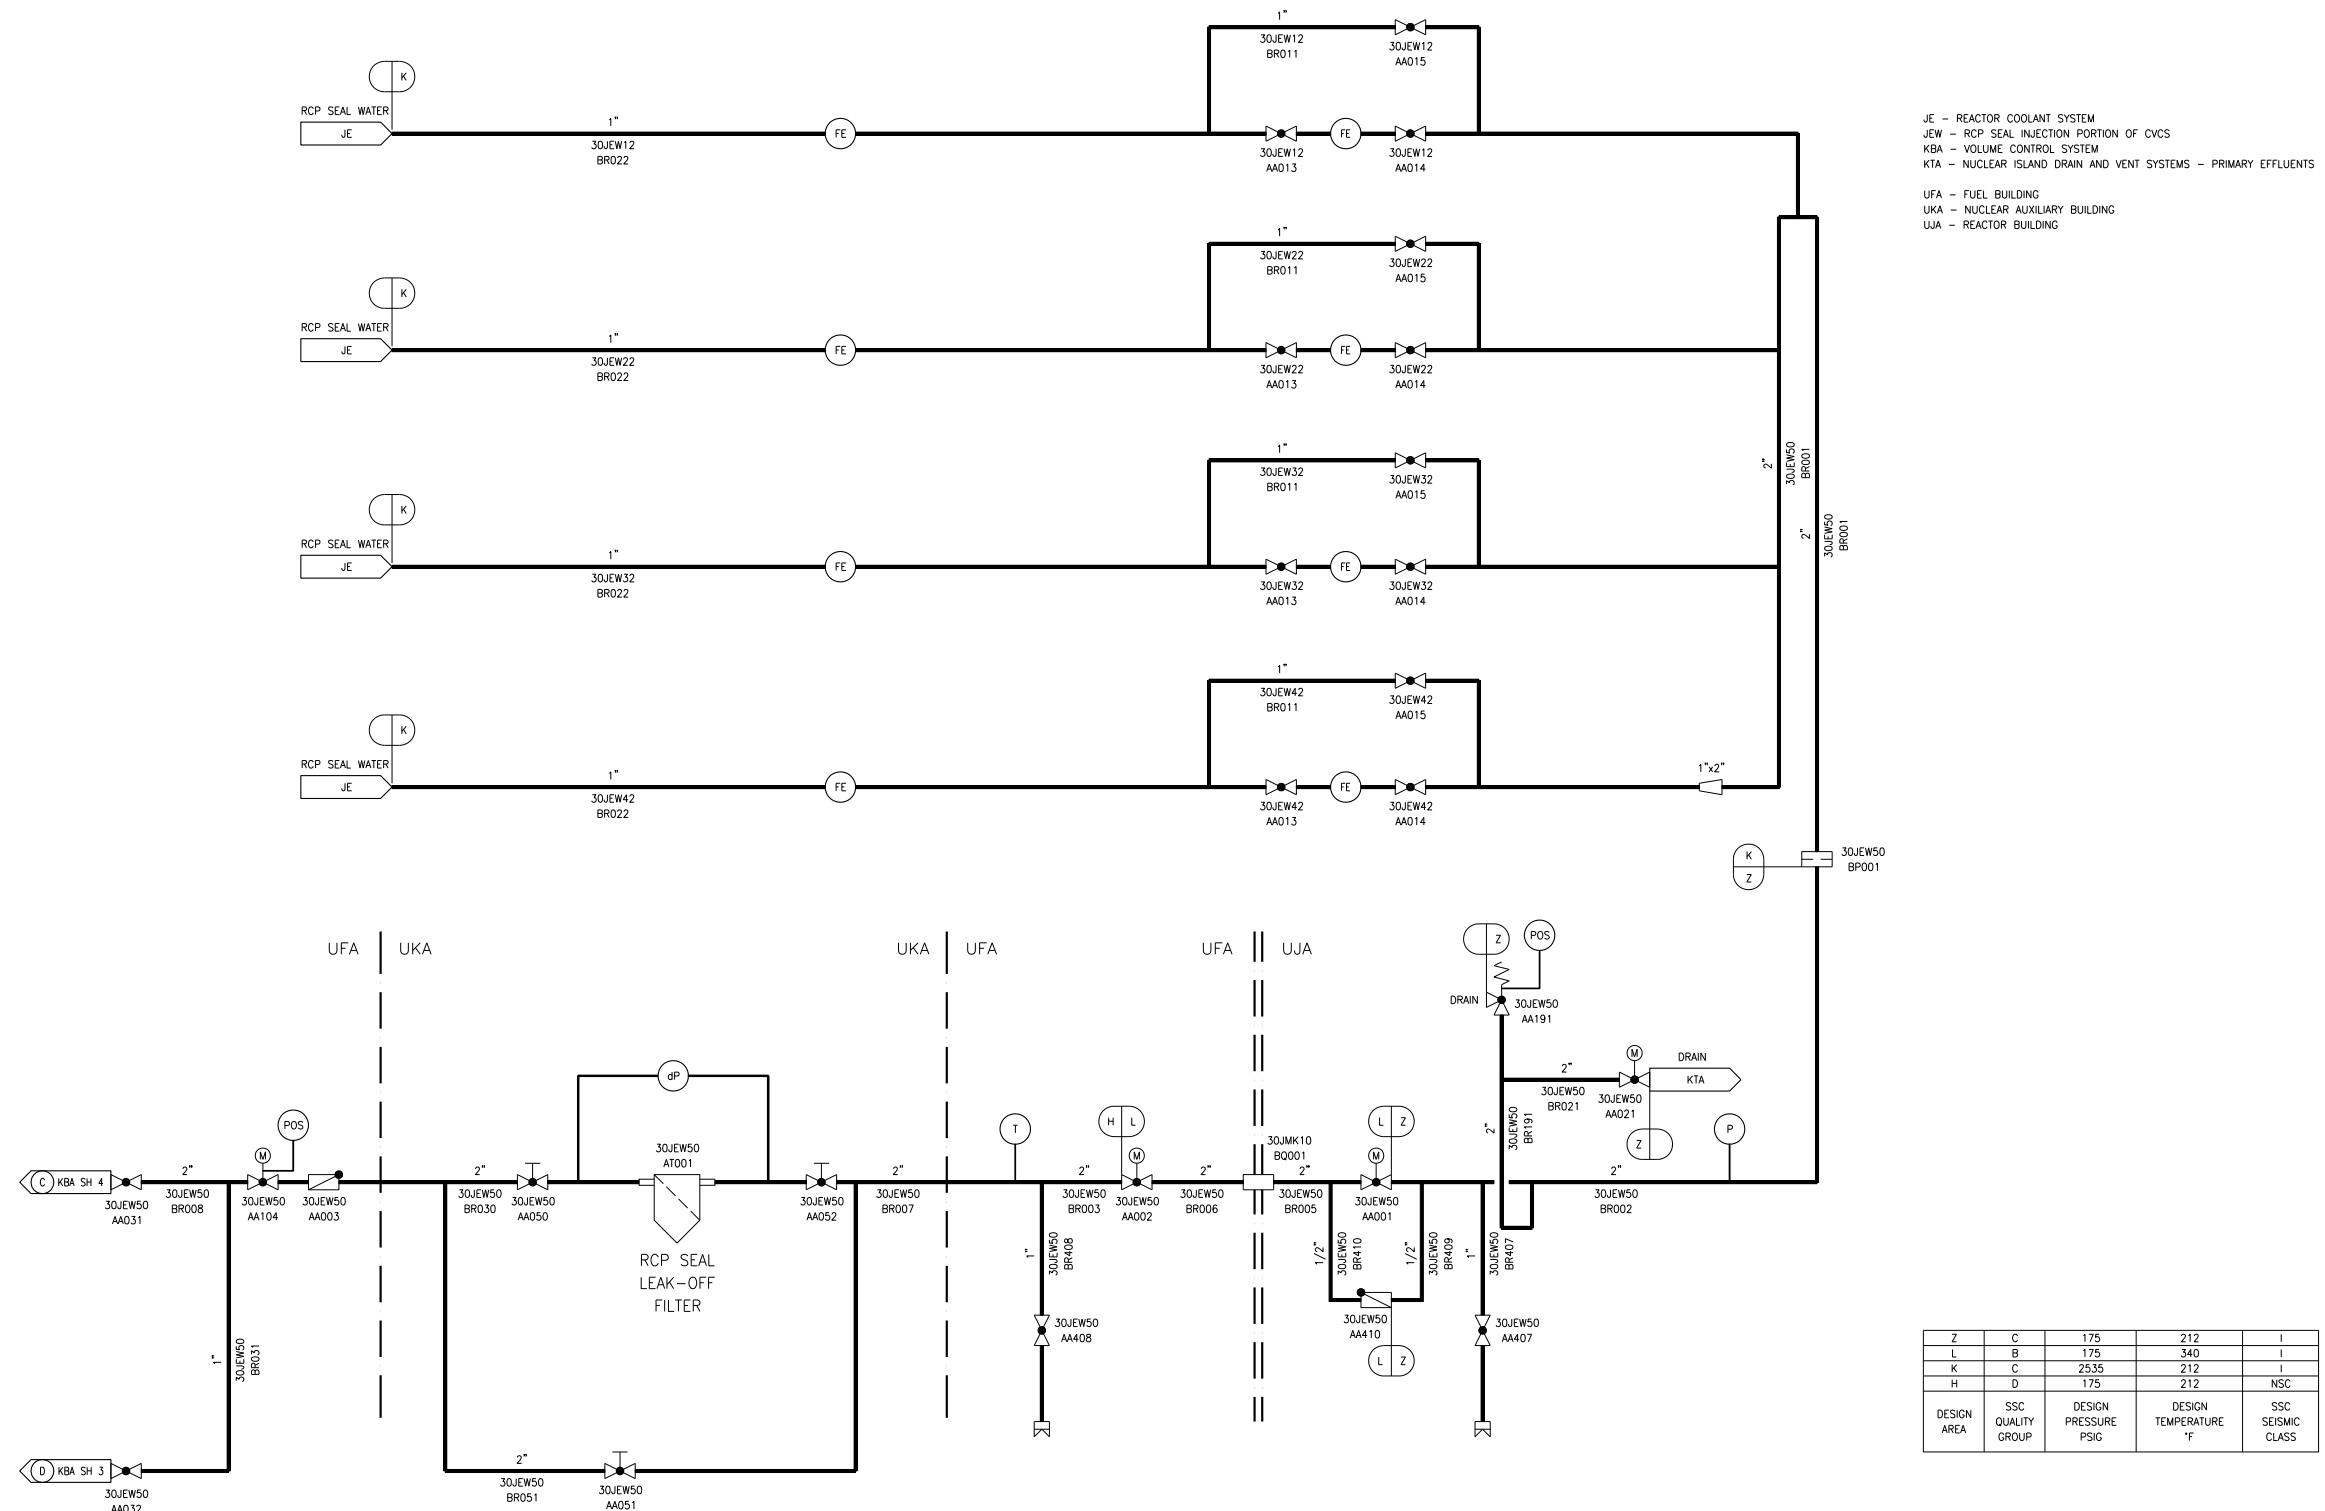 1"
30JEW12
BR011
30JEW12
AA015
K
RCP SEAL WATER
JE
1"
30JEW12
BR022
FE
30JEW12
AA013
FE
30JEW12
AA014
JE – REACTOR COOLANT SYSTEM
JEW – RCP SEAL INJECTION PORTION OF CVCS
KBA – VOLUME CONTROL SYSTEM
KTA – NUCLEAR ISLAND DRAIN AND VENT SYSTEMS – PRIMARY EFFLUENTS
UFA – FUEL BUILDING
UKA – NUCLEAR AUXILIARY BUILDING
UJA – REACTOR BUILDING
1"
30JEW22
BR011
30JEW22
AA015
K
RCP SEAL WATER
JE
1"
30JEW22
BR022
FE
30JEW22
AA013
FE
30JEW22
AA014
1"
30JEW32
BR011
30JEW32
AA015
K
RCP SEAL WATER
JE
1"
30JEW32
BR022
FE
30JEW32
AA013
FE
30JEW32
AA014
2"
30JEW50
BR001
2"
30JEW50
BR001
1"
30JEW42
BR011
30JEW42
AA015
K
RCP SEAL WATER
JE
1"
30JEW42
BR022
FE
30JEW42
AA013
FE
30JEW42
AA014
1"x2"
K
Z
30JEW50
BP001
UFA
UKA
UKA
UFA
UFA
UJA
Z
POS
DRAIN
30JEW50
AA191
M
DRAIN
KTA
2"
30JEW50
BR021
30JEW50
AA021
Z
2"
30JEW50
BR191
P
2"
30JEW50
BR002
C
KBA SH 4
30JEW50
AA031
2"
30JEW50
BR008
M
POS
30JEW50
AA104
30JEW50
AA003
2"
30JEW50
BR030
30JEW50
AA050
dP
30JEW50
AT001
RCP SEAL
LEAK–OFF
FILTER
30JEW50
AA052
2"
30JEW50
BR007
T
2"
30JEW50
BR003
H
L
M
30JEW50
AA002
2"
30JEW50
BR006
30JMK10
BQ001
2"
30JEW50
BR005
L
Z
M
30JEW50
AA001
1"
30JEW50
BR408
30JEW50
AA408
1/2"
30JEW50
BR410
1/2"
30JEW50
BR409
30JEW50
AA410
L
Z
1"
30JEW50
BR407
30JEW50
AA407
1"
30JEW50
BR031
D
KBA SH 3
30JEW50
AA032
2"
30JEW50
BR051
30JEW50
AA051
Z C 175 212 I
L B 175 340 I
K C 2535 212 I
H D 175 212 NSC
DESIGN AREA
SSC QUALITY GROUP
DESIGN PRESSURE PSIG
DESIGN TEMPERATURE °F
SSC SEISMIC CLASS